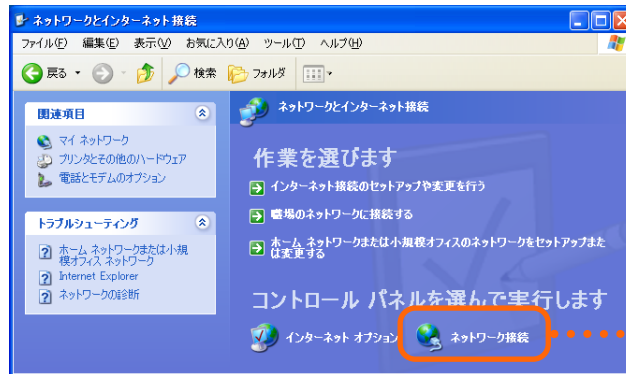 ネットワークとインターネット接続
ファイル(F) 編集(E) 表示(V) お気に入り(A) ツール(T) ヘルプ(H)
戻る 検索 フォルダ
関連項目
マイ ネットワーク
プリンタとその他のハードウェア
電話とモデムのオプション
トラブルシューティング
ホーム ネットワークまたは小規
模オフィス ネットワーク
Internet Explorer
ネットワークの診断
ネットワークとインターネット接続
作業を選びます
インターネット接続のセットアップや変更を行う
職場のネットワークに接続する
ホーム ネットワークまたは小規模オフィスのネットワークをセットアップまた
は変更する
コントロール パネルを選んで実行します
インターネット オプション ネットワーク接続